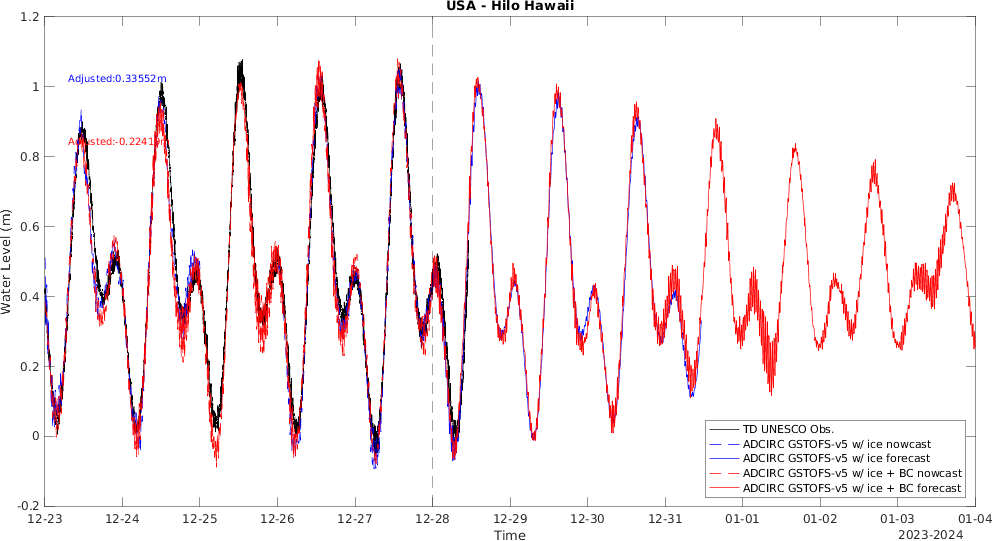 USA - Hilo Hawaii
1.2
1
0.8
0.6
0.4
0.2
0
-0.2
Water Level (m)
Adjusted:0.33552m
Adjusted:-0.2241
TD UNESCO Obs.
ADCIRC GSTOFS-v5 w/ ice nowcast
ADCIRC GSTOFS-v5 w/ ice forecast
ADCIRC GSTOFS-v5 w/ ice + BC nowcast
ADCIRC GSTOFS-v5 w/ ice + BC forecast
12-23 12-24 12-25 12-26 12-27 12-28 12-29 12-30 12-31 01-01 01-02 01-03 01-04
Time
2023-2024